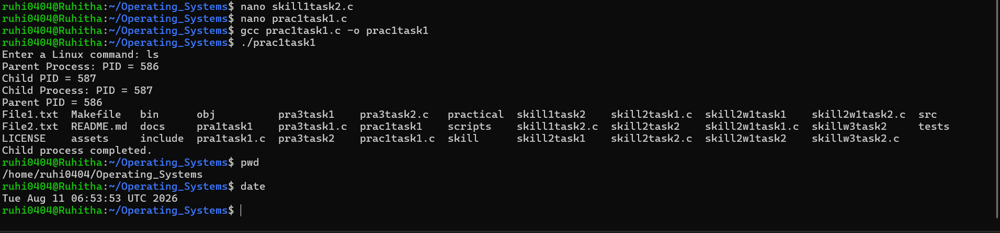 ruhi0404@Ruhitha:~/Operating_Systems$ nano skill1task2.c
ruhi0404@Ruhitha:~/Operating_Systems$ nano prac1task1.c
ruhi0404@Ruhitha:~/Operating_Systems$ gcc prac1task1.c -o prac1task1
ruhi0404@Ruhitha:~/Operating_Systems$ ./prac1task1
Enter a Linux command: ls
Parent Process: PID = 586
Child PID = 587
Child Process: PID = 587
Parent PID = 586
File1.txt  Makefile   bin      obj          pra3task1    pra3task2.c   practical  skill1task2    skill2task1.c  skill2w1task1    skill2w1task2.c  src
File2.txt  README.md  docs     pra1task1    pra3task1.c  prac1task1    scripts    skill1task2.c  skill2task2    skill2w1task1.c  skillw3task2     tests
LICENSE    assets     include  pra1task1.c  pra3task2    prac1task1.c  skill      skill2task1    skill2task2.c  skill2w1task2    skillw3task2.c
Child process completed.
ruhi0404@Ruhitha:~/Operating_Systems$ pwd
/home/ruhi0404/Operating_Systems
ruhi0404@Ruhitha:~/Operating_Systems$ date
Tue Aug 11 06:53:53 UTC 2026
ruhi0404@Ruhitha:~/Operating_Systems$